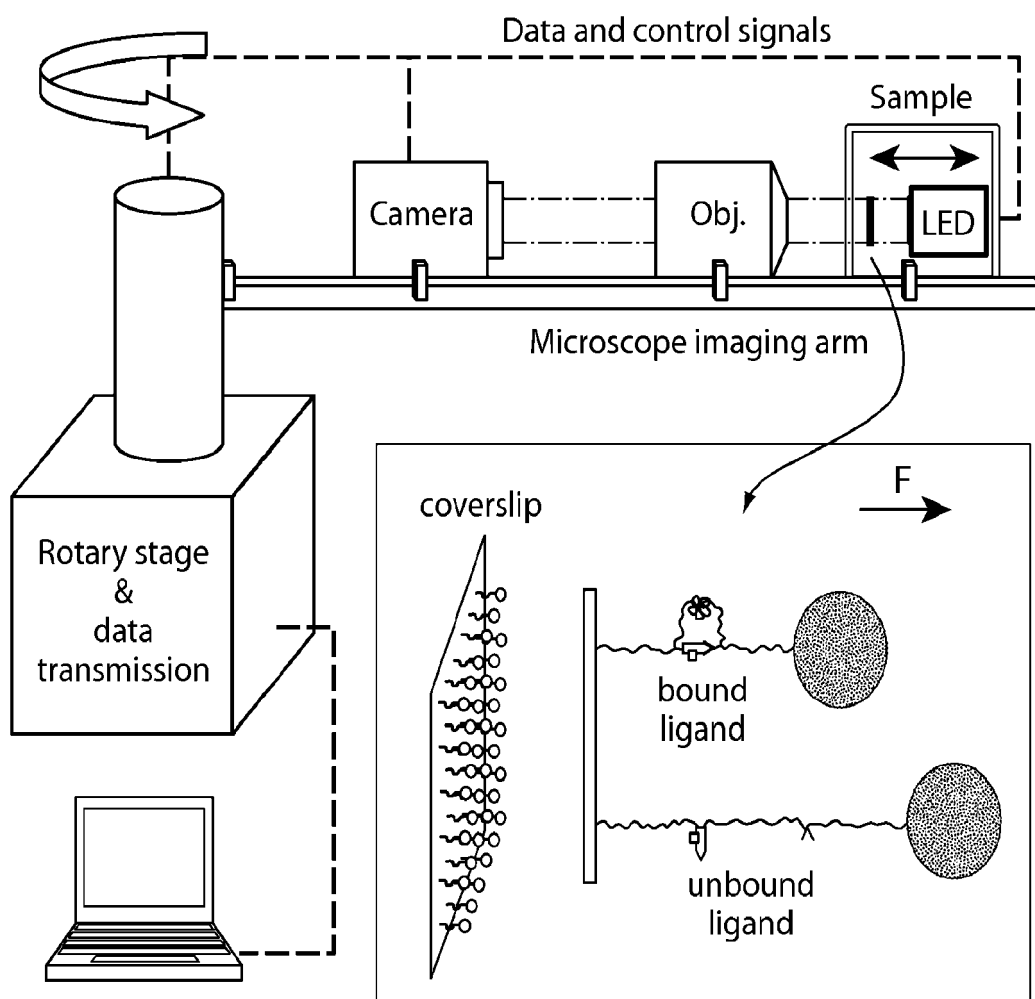 Data and control signals
Sample
Camera
Obj.
LED
Microscope imaging arm
Rotary stage
&
data
transmission
coverslip
F
bound
ligand
unbound
ligand